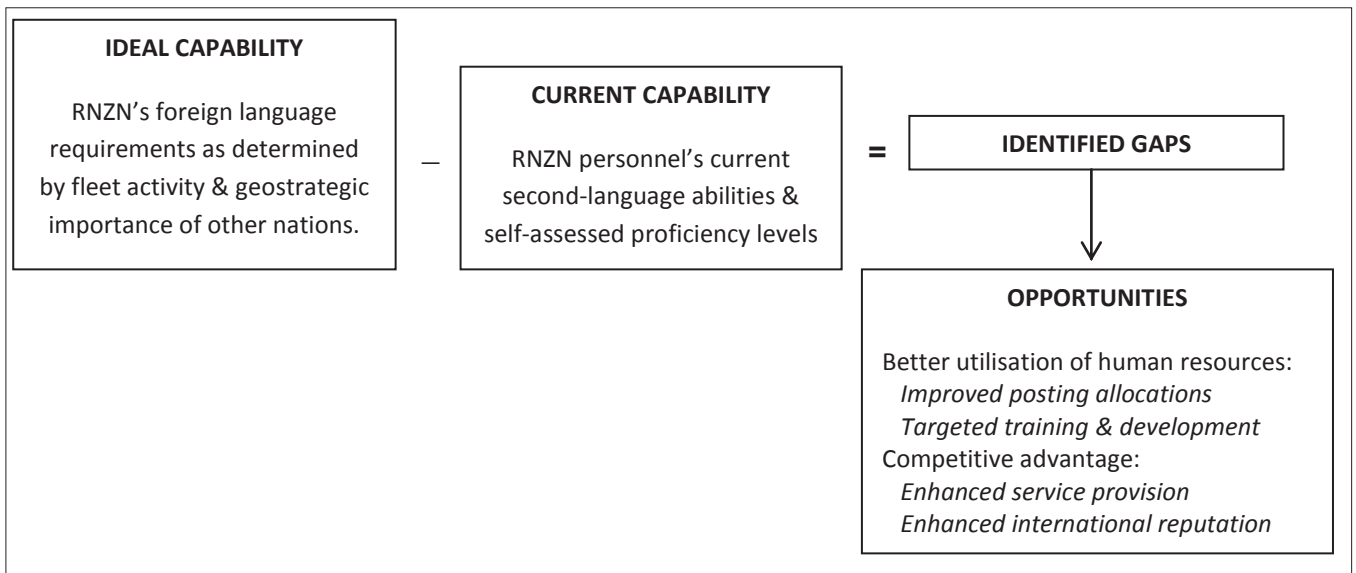 IDEAL CAPABILITY
RNZN’s foreign language
requirements as determined
by fleet activity & geostrategic
importance of other nations.
–
CURRENT CAPABILITY
RNZN personnel’s current
second-language abilities &
self-assessed proficiency levels
=
IDENTIFIED GAPS
OPPORTUNITIES
Better utilisation of human resources:
Improved posting allocations
Targeted training & development
Competitive advantage:
Enhanced service provision
Enhanced international reputation